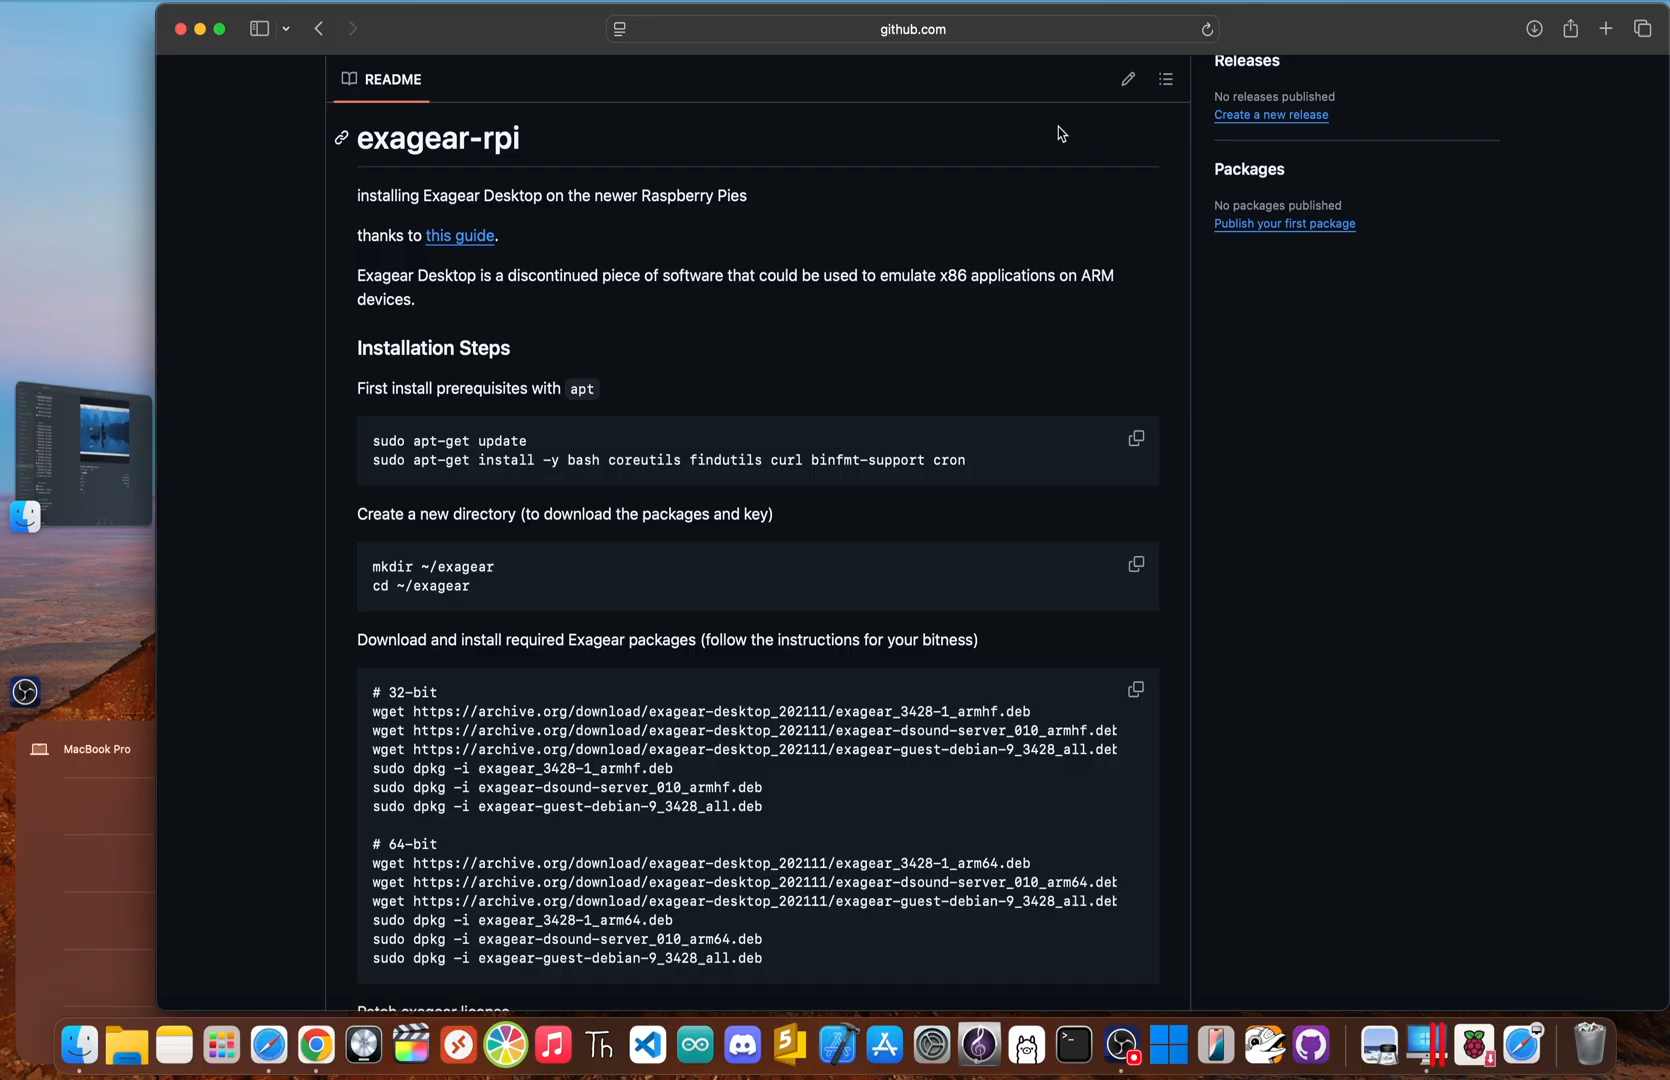 github.com
README
exagear-rpi
installing Exagear Desktop on the newer Raspberry Pies
thanks to this guide.
Exagear Desktop is a discontinued piece of software that could be used to emulate x86 applications on ARM
devices.
Installation Steps
First install prerequisites with apt
sudo apt-get update
sudo apt-get install -y bash coreutils findutils curl binfmt-support cron
Create a new directory (to download the packages and key)
mkdir ~/exagear
cd ~/exagear
Download and install required Exagear packages (follow the instructions for your bitness)
# 32-bit
wget https://archive.org/download/exagear-desktop_202111/exagear_3428-1_armhf.deb
wget https://archive.org/download/exagear-desktop_202111/exagear-dsound-server_010_armhf.deb
wget https://archive.org/download/exagear-desktop_202111/exagear-guest-debian-9_3428_all.deb
sudo dpkg -i exagear_3428-1_armhf.deb
sudo dpkg -i exagear-dsound-server_010_armhf.deb
sudo dpkg -i exagear-guest-debian-9_3428_all.deb
# 64-bit
wget https://archive.org/download/exagear-desktop_202111/exagear_3428-1_arm64.deb
wget https://archive.org/download/exagear-desktop_202111/exagear-dsound-server_010_arm64.deb
wget https://archive.org/download/exagear-desktop_202111/exagear-guest-debian-9_3428_all.deb
sudo dpkg -i exagear_3428-1_arm64.deb
sudo dpkg -i exagear-dsound-server_010_arm64.deb
sudo dpkg -i exagear-guest-debian-9_3428_all.deb
Patch exagear license
Releases
No releases published
Create a new release
Packages
No packages published
Publish your first package
MacBook Pro
Th